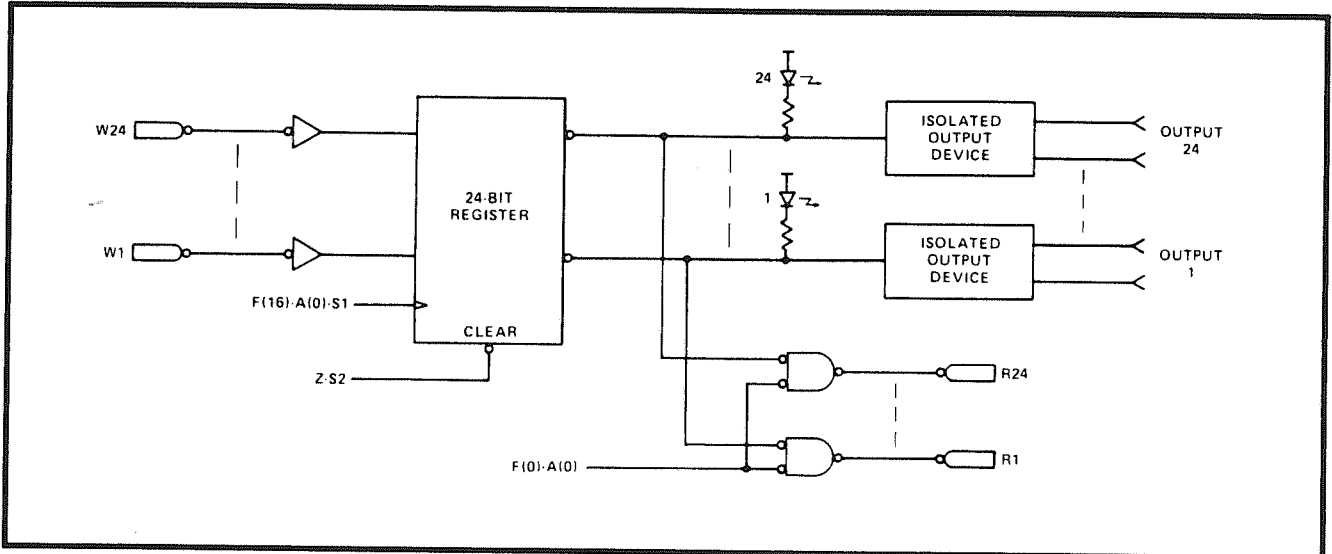 24
W24
ISOLATED
OUTPUT
DEVICE
OUTPUT
24
24-BIT
REGISTER
1
W1
ISOLATED
OUTPUT
DEVICE
OUTPUT
1
F(16)·A(0)·S1
CLEAR
Z·S2
R24
F(0)·A(0)
R1